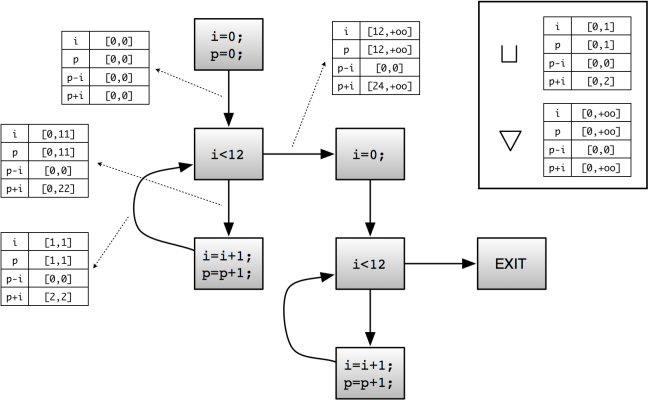 i=0;
p=0;
i [0,0]
p [0,0]
p-i [0,0]
p+i [0,0]
i [12,+oo]
p [12,+oo]
p-i [0,0]
p+i [24,+oo]
⊔
i [0,1]
p [0,1]
p-i [0,0]
p+i [0,2]
▽
i [0,+oo]
p [0,+oo]
p-i [0,0]
p+i [0,+oo]
i [0,11]
p [0,11]
p-i [0,0]
p+i [0,22]
i<12
i=0;
i [1,1]
p [1,1]
p-i [0,0]
p+i [2,2]
i=i+1;
p=p+1;
i<12
EXIT
i=i+1;
p=p+1;